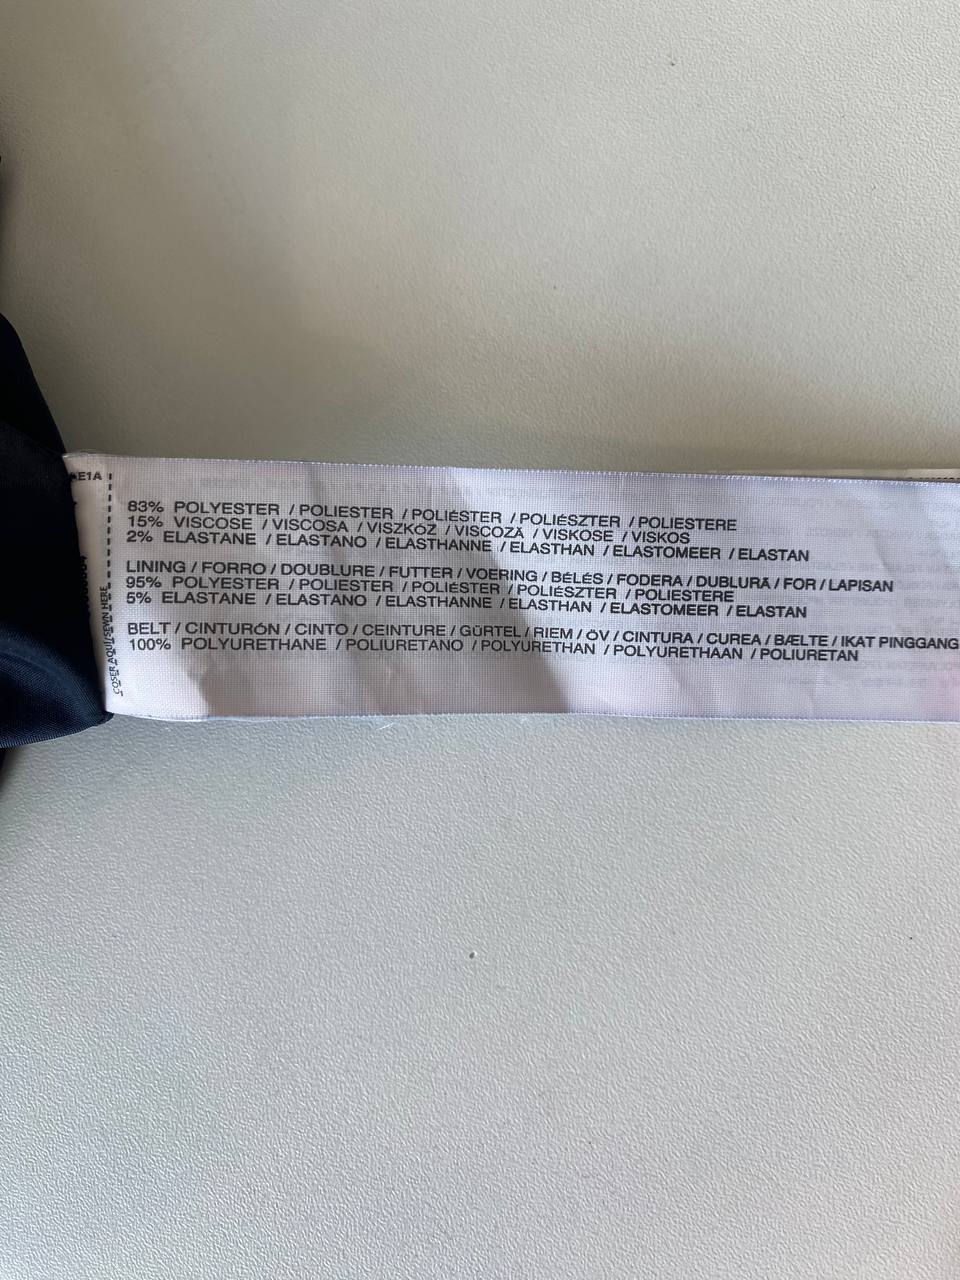 E1A
83% POLYESTER / POLIESTER / POLIÉSTER / POLIÉSZTER / POLIESTERE
15% VISCOSE / VISCOSA / VISZKÓZ / VISCOZĂ / VISKOSE / VISKOS
2% ELASTANE / ELASTANO / ELASTHANNE / ELASTHAN / ELASTOMEER / ELASTAN
LINING / FORRO / DOUBLURE / FUTTER / VOERING / BÉLÉS / FODERA / DUBLURĂ / FOR / LAPISAN
95% POLYESTER / POLIESTER / POLIÉSTER / POLIÉSZTER / POLIESTERE
5% ELASTANE / ELASTANO / ELASTHANNE / ELASTHAN / ELASTOMEER / ELASTAN
BELT / CINTURÓN / CINTO / CEINTURE / GÜRTEL / RIEM / ÖV / CINTURA / CUREA / BÆLTE / IKAT PINGGANG
100% POLYURETHANE / POLIURETANO / POLYURETHAN / POLYURETHAAN / POLIURETAN
COSER AQUÍ/SEWN HERE